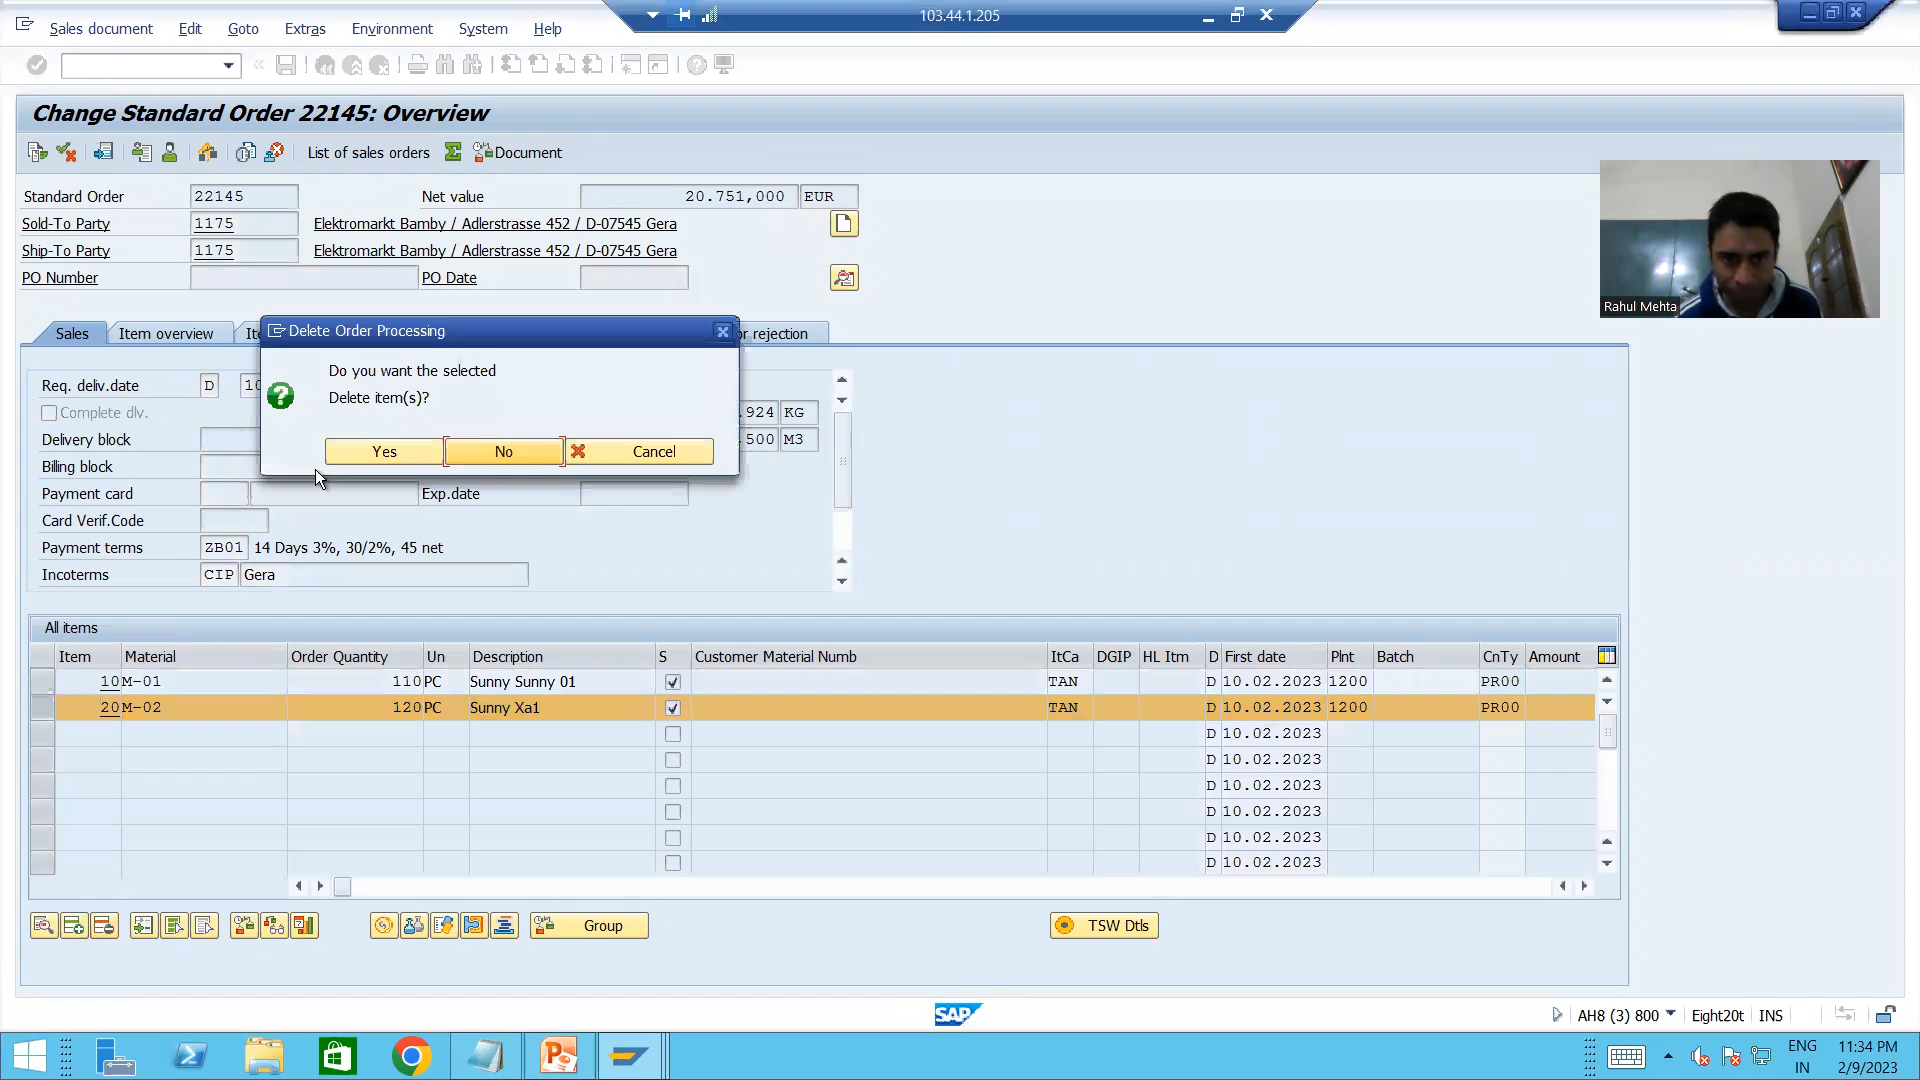 103.44.1.205
Sales document Edit Goto Extras Environment System Help
Change Standard Order 22145: Overview
List of sales orders Document
Standard Order 22145 Net value 20.751,000 EUR
Sold-To Party 1175 Elektromarkt Bamby / Adlerstrasse 452 / D-07545 Gera
Ship-To Party 1175 Elektromarkt Bamby / Adlerstrasse 452 / D-07545 Gera
PO Number PO Date
Rahul Mehta
Sales Item overview Ite or rejection
Delete Order Processing
Do you want the selected
Delete item(s)?
Yes No Cancel
Req. deliv.date D 10
Complete dlv. .924 KG
Delivery block 500 M3
Billing block
Payment card Exp.date
Card Verif.Code
Payment terms ZB01 14 Days 3%, 30/2%, 45 net
Incoterms CIP Gera
All items
Item Material Order Quantity Un Description S Customer Material Numb ItCa DGIP HL Itm D First date Plnt Batch CnTy Amount
10 M-01 110 PC Sunny Sunny 01 TAN D 10.02.2023 1200 PR00
20 M-02 120 PC Sunny Xa1 TAN D 10.02.2023 1200 PR00
D 10.02.2023
D 10.02.2023
D 10.02.2023
D 10.02.2023
D 10.02.2023
D 10.02.2023
Group TSW Dtls
SAP AH8 (3) 800 Eight20t INS
ENG 11:34 PM
IN 2/9/2023